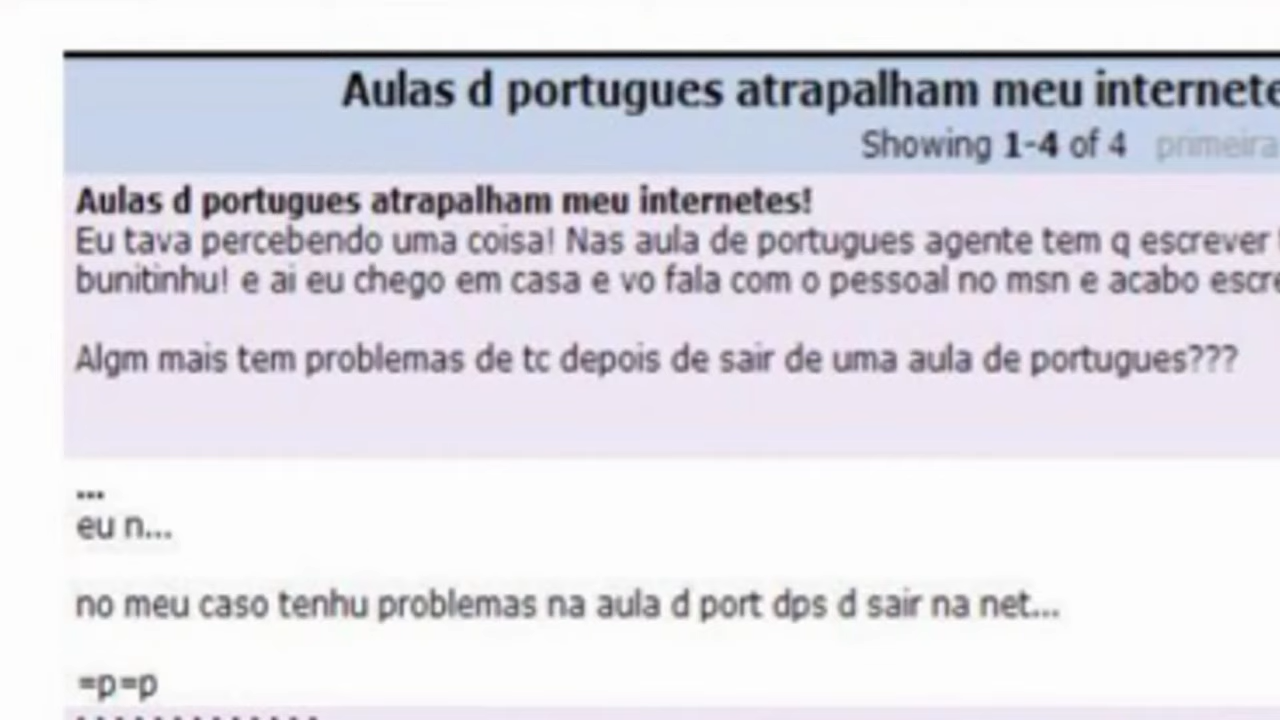 Aulas d portugues atrapalham meu internete
Showing 1-4 of 4 primeira
Aulas d portugues atrapalham meu internetes!
Eu tava percebendo uma coisa! Nas aula de portugues agente tem q escrever
bunitinhu! e ai eu chego em casa e vo fala com o pessoal no msn e acabo escre
Algm mais tem problemas de tc depois de sair de uma aula de portugues???
...
eu n...
no meu caso tenhu problemas na aula d port dps d sair na net...
=p=p